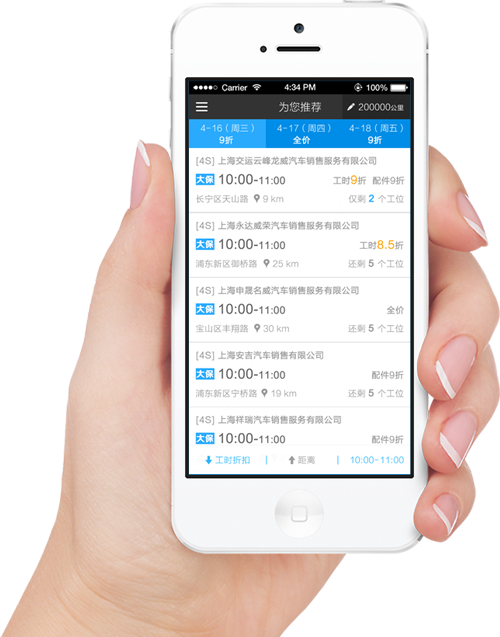 Carrier 4:34 PM 100%
为您推荐 200000公里
4-16（周三） 4-17（周四） 4-18（周五）
9折 全价 9折
[4S] 上海交运云峰龙威汽车销售服务有限公司
大保 10:00-11:00 工时9折 配件9折
长宁区天山路 9 km 仅剩 2 个工位
[4S] 上海永达威荣汽车销售服务有限公司
大保 10:00-11:00 工时8.5折
浦东新区御桥路 25 km 还剩 5 个工位
[4S] 上海申晟名威汽车销售服务有限公司
大保 10:00-11:00 全价
宝山区丰翔路 30 km 还剩 5 个工位
[4S] 上海安吉汽车销售有限公司
大保 10:00-11:00 配件9折
浦东新区宁桥路 19 km 还剩 5 个工位
[4S] 上海祥瑞汽车销售服务有限公司
大保 10:00-11:00 配件9折
工时折扣 | 距离 | 10:00-11:00